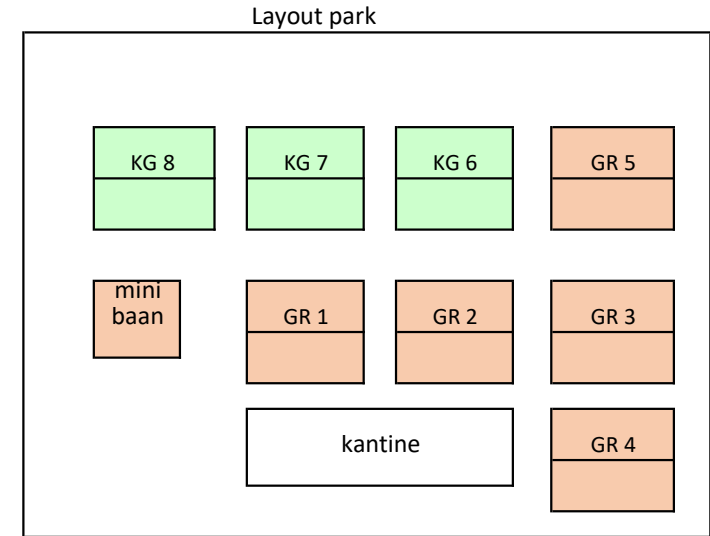 Layout park
KG 8
KG 7
KG 6
GR 5
mini
baan
GR 1
GR 2
GR 3
kantine
GR 4